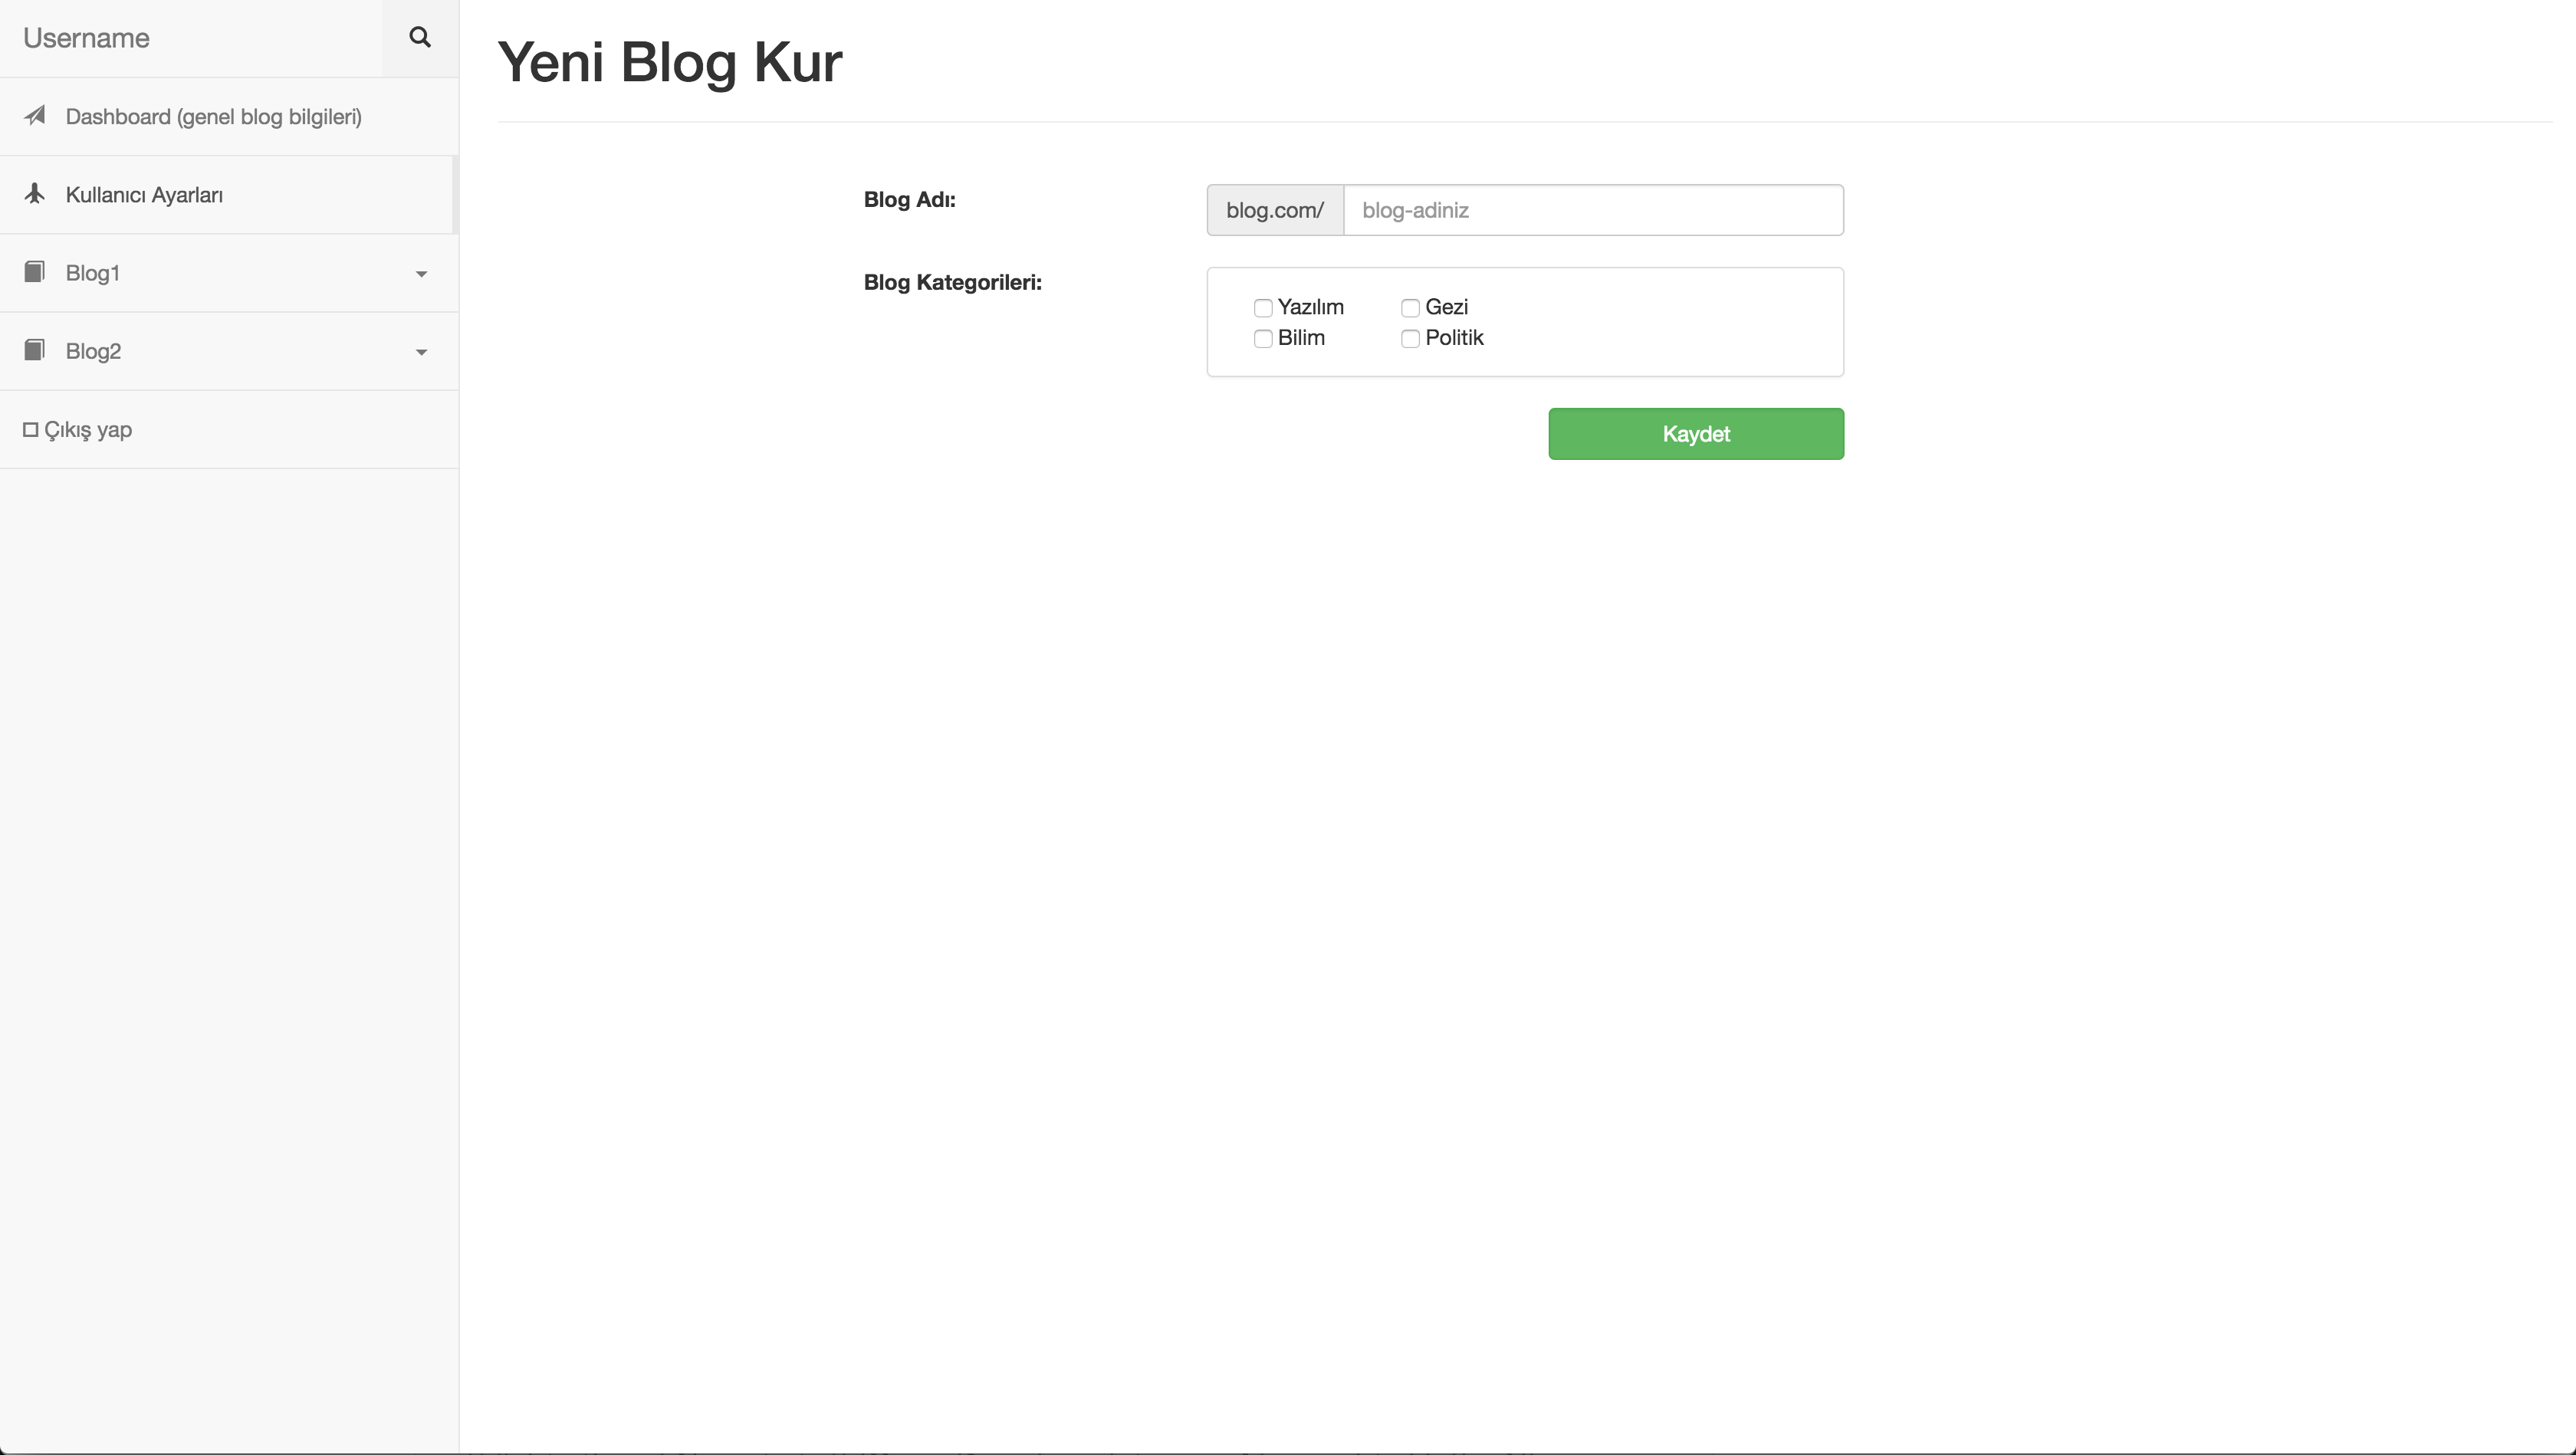 Username
Dashboard (genel blog bilgileri)
Kullanıcı Ayarları
Blog1
Blog2
Çıkış yap
Yeni Blog Kur
Blog Adı:
blog.com/ blog-adiniz
Blog Kategorileri:
Yazılım Gezi
Bilim Politik
Kaydet